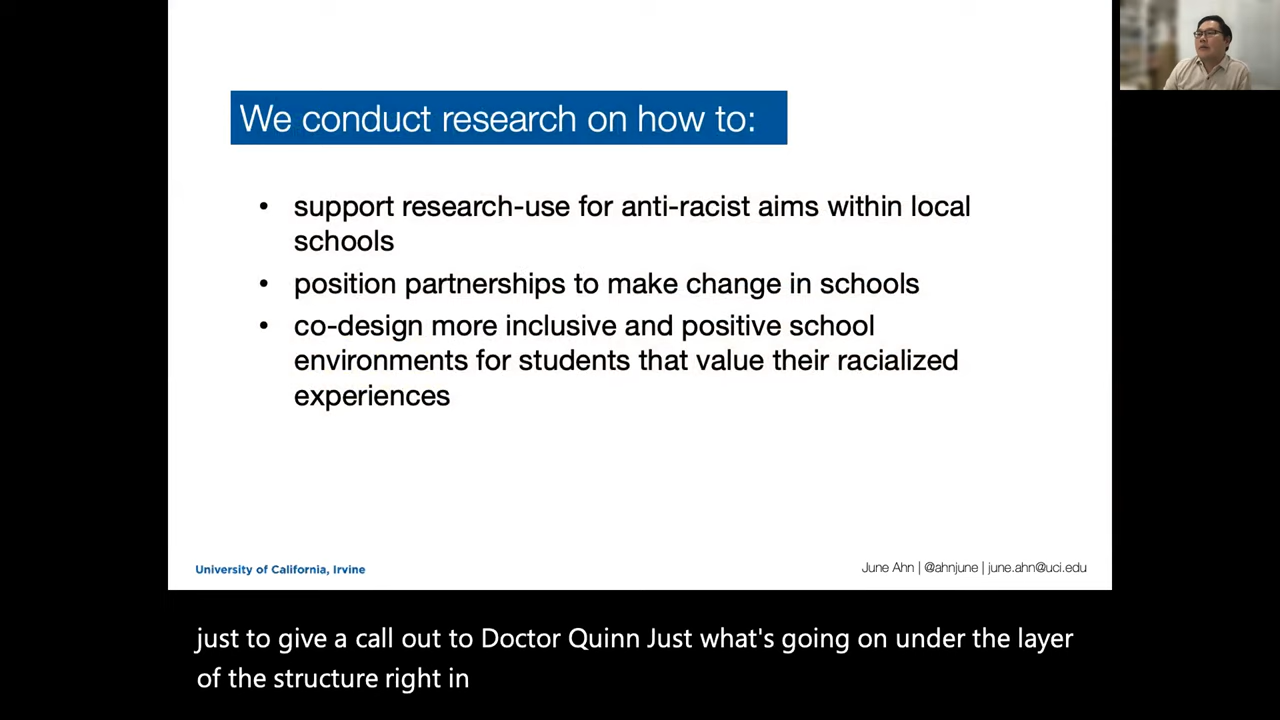 We conduct research on how to:
• support research-use for anti-racist aims within local
schools
• position partnerships to make change in schools
• co-design more inclusive and positive school
environments for students that value their racialized
experiences
University of California, Irvine
June Ahn | @ahnjune | june.ahn@uci.edu
just to give a call out to Doctor Quinn Just what's going on under the layer
of the structure right in